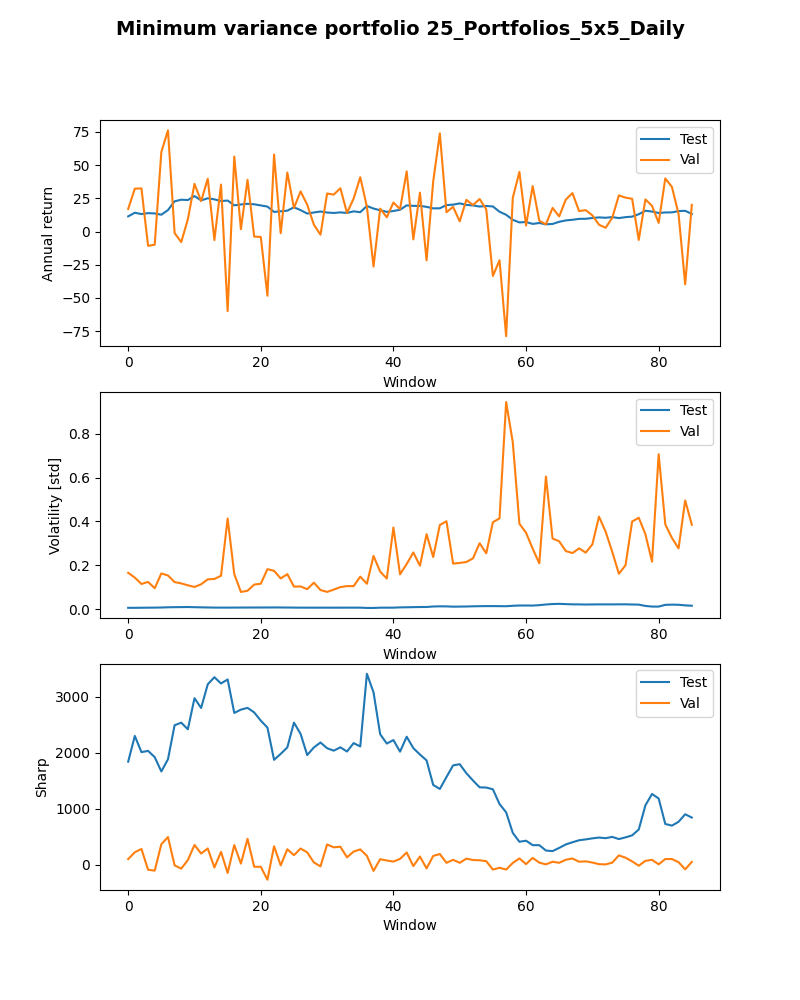 Minimum variance portfolio 25_Portfolios_5x5_Daily
Annual return
75
50
25
0
−25
−50
−75
Test
Val
0 20 40 60 80
Window
Volatility [std]
0.8
0.6
0.4
0.2
0.0
Test
Val
0 20 40 60 80
Window
Sharp
3000
2000
1000
0
Test
Val
0 20 40 60 80
Window